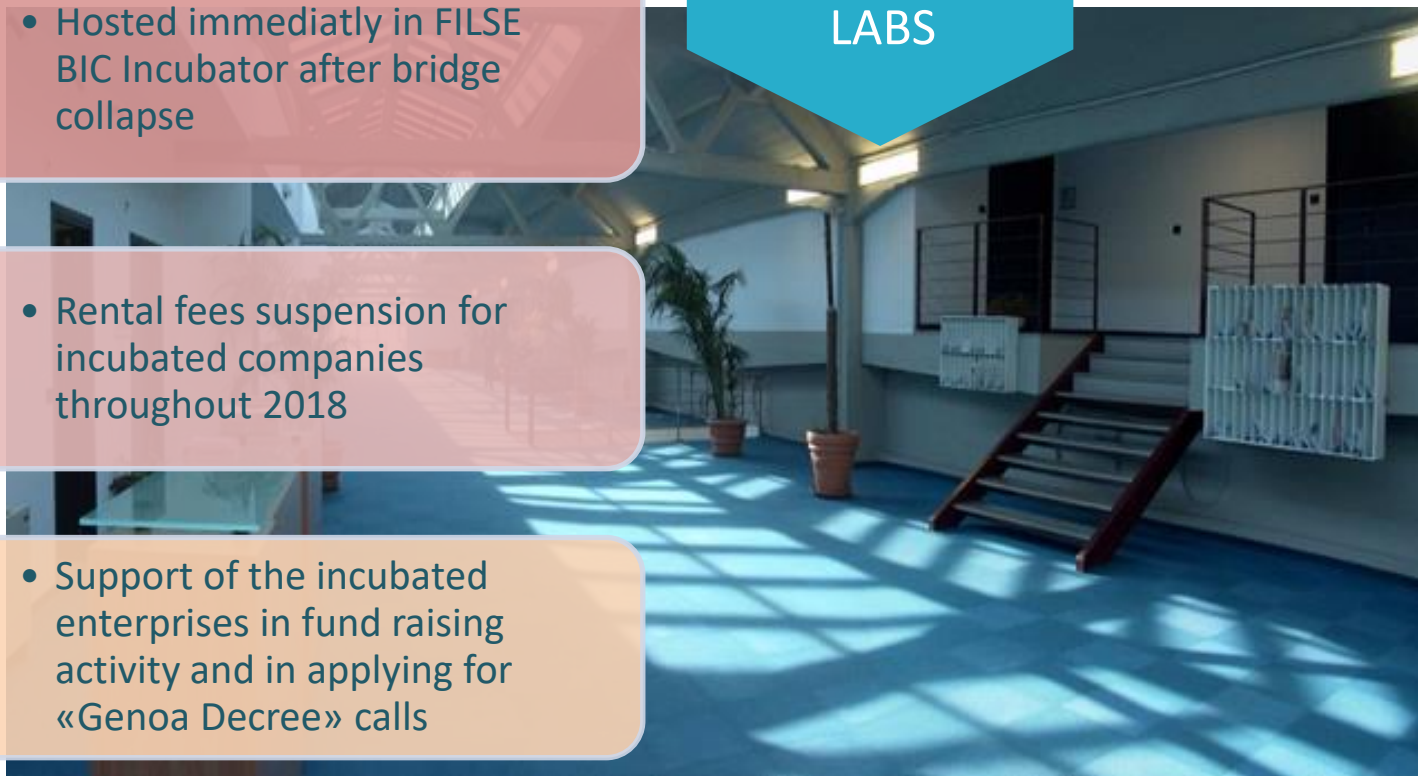 • Hosted immediatly in FILSE
BIC Incubator after bridge
collapse
LABS
• Rental fees suspension for
incubated companies
throughout 2018
• Support of the incubated
enterprises in fund raising
activity and in applying for
«Genoa Decree» calls